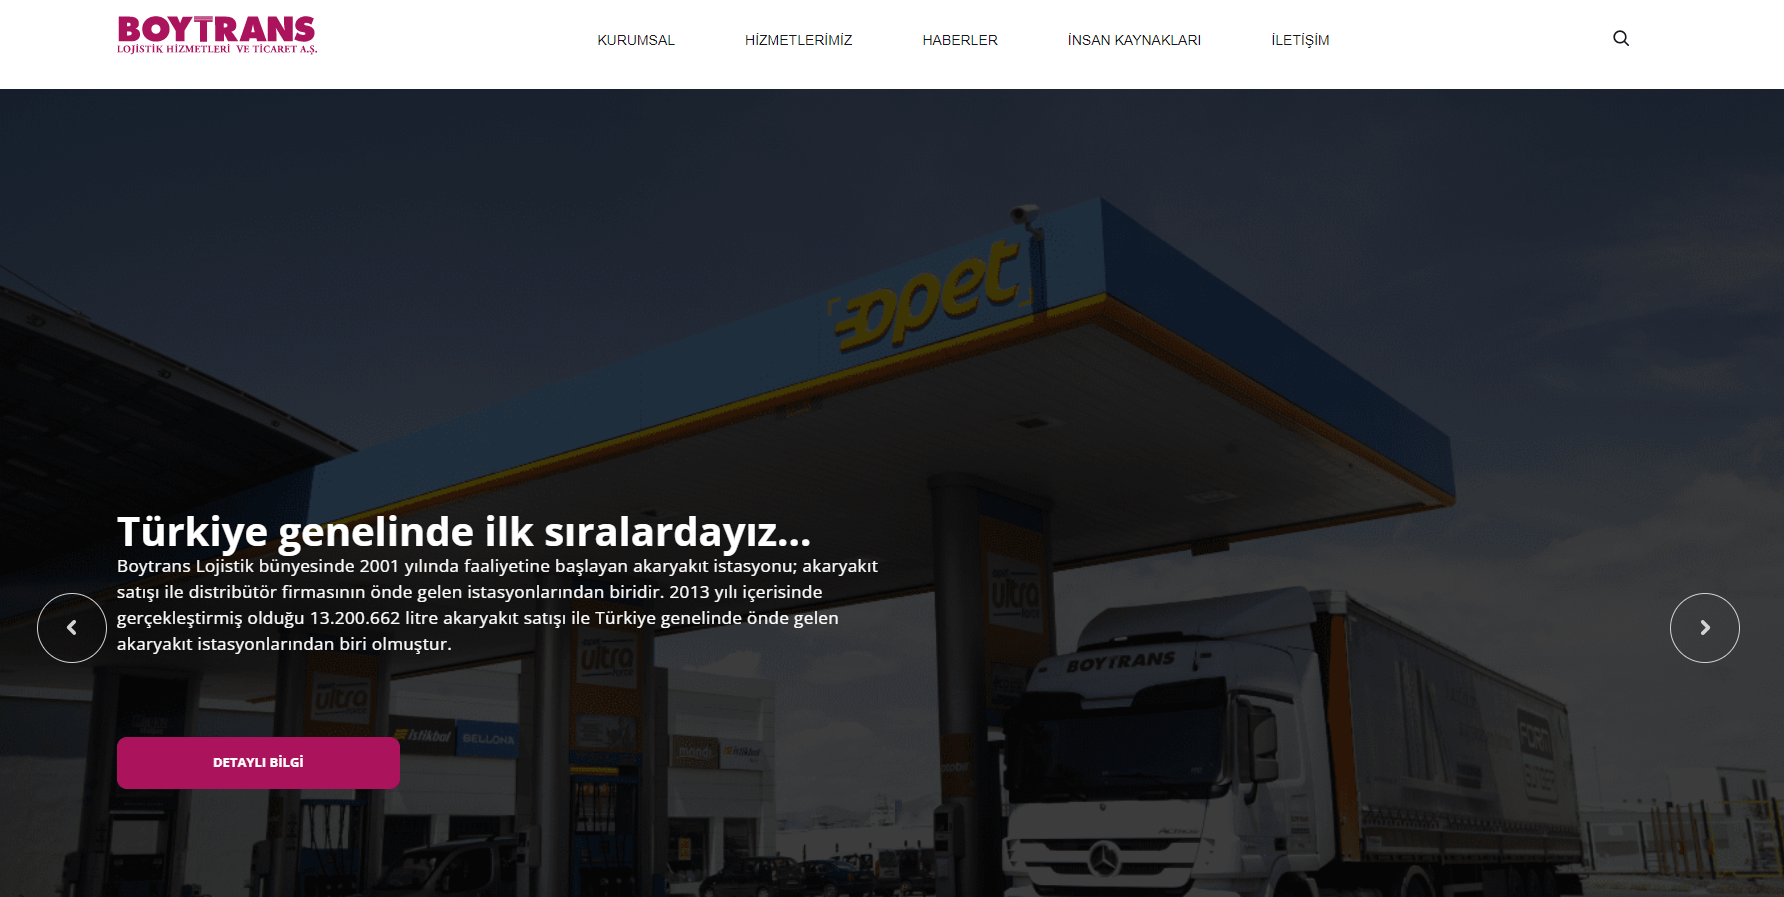 BOYTRANS
LOJİSTİK HİZMETLERİ VE TİCARET A.Ş.
KURUMSAL
HİZMETLERİMİZ
HABERLER
İNSAN KAYNAKLARI
İLETİŞİM
opet
Türkiye genelinde ilk sıralardayız...
Boytrans Lojistik bünyesinde 2001 yılında faaliyetine başlayan akaryakıt istasyonu; akaryakıt
satışı ile distribütör firmasının önde gelen istasyonlarından biridir. 2013 yılı içerisinde
gerçekleştirmiş olduğu 13.200.662 litre akaryakıt satışı ile Türkiye genelinde önde gelen
akaryakıt istasyonlarından biri olmuştur.
ultra
ultra
ultra
BOYTRANS
istikbal
BELLONA
mondi
istikbal
DETAYLI BİLGİ